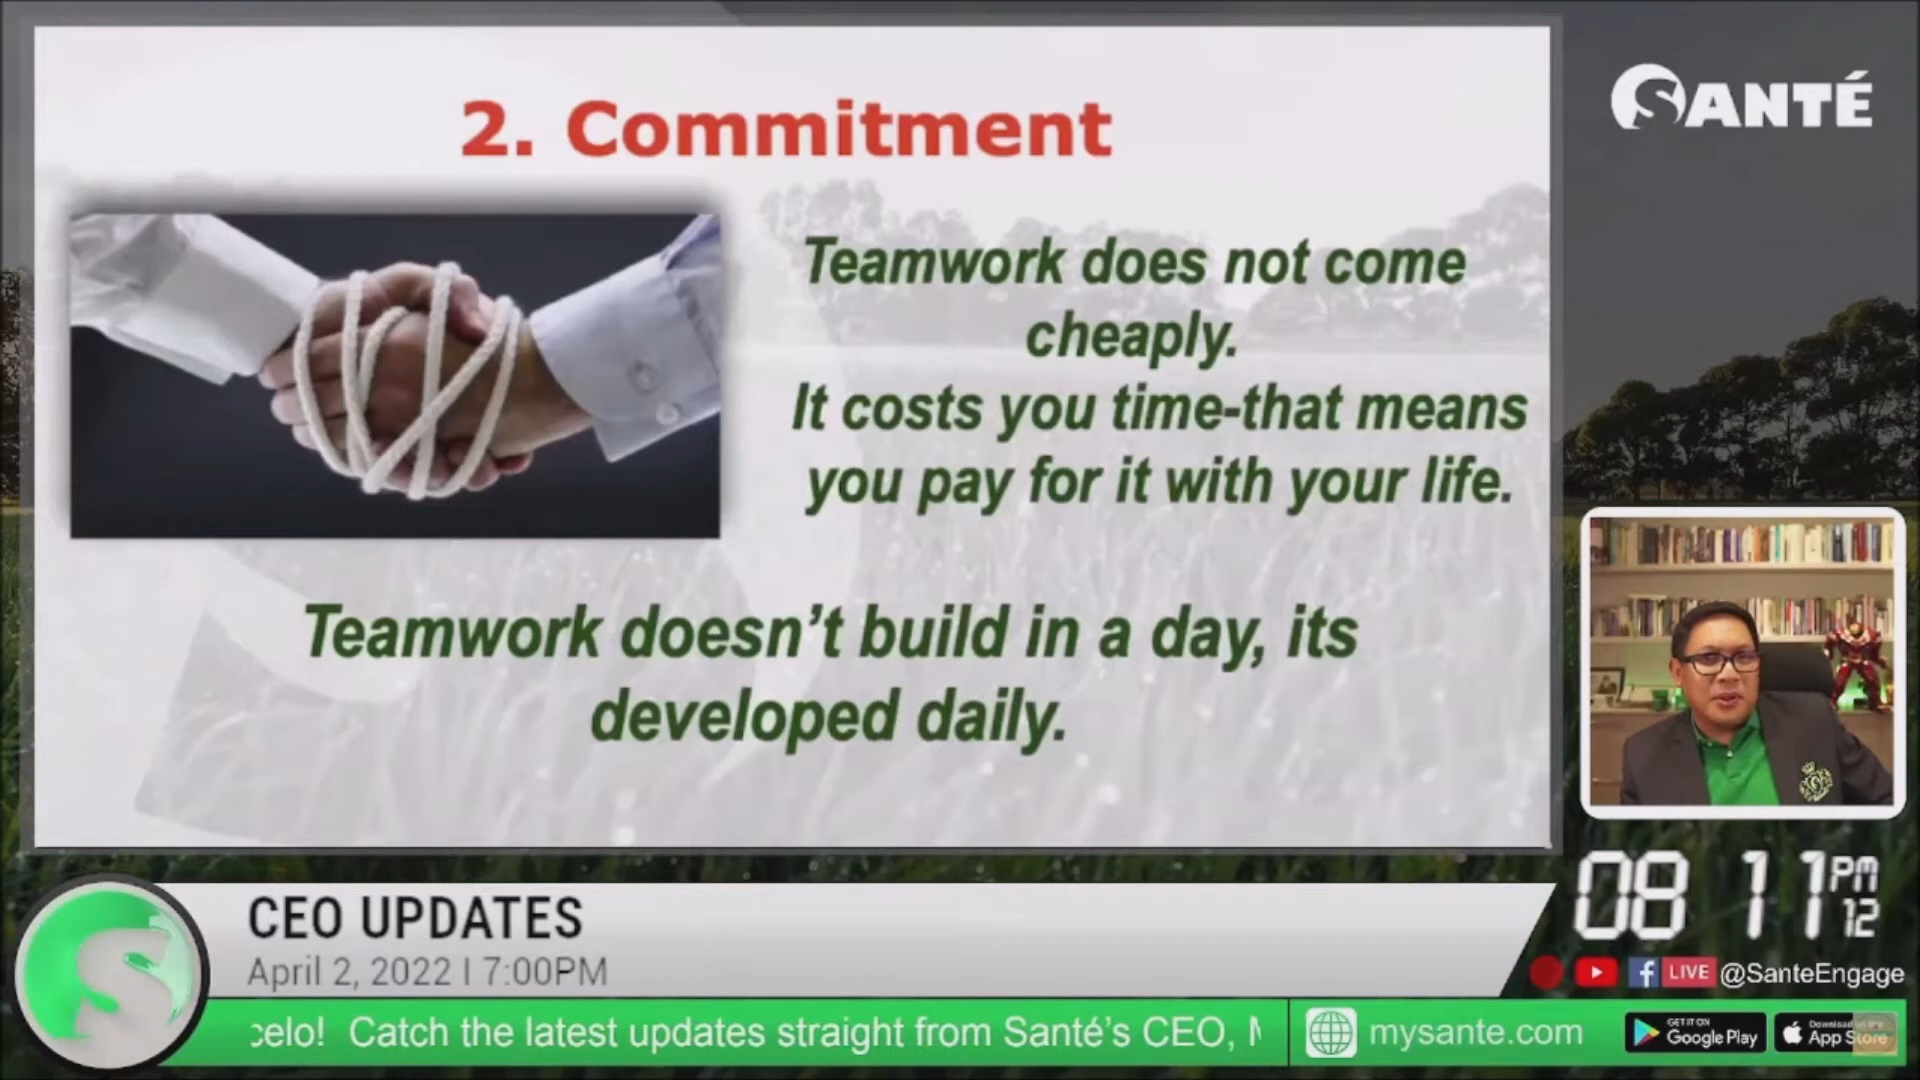 2. Commitment
Teamwork does not come
cheaply.
It costs you time-that means
you pay for it with your life.
Teamwork doesn't build in a day, its
developed daily.
SANTÉ
08 11 PM
12
LIVE @SanteEngage
CEO UPDATES
April 2, 2022 I 7:00PM
celo! Catch the latest updates straight from Santé's CEO,
mysante.com
GET IT ON
Google Play
Download on the
App Store